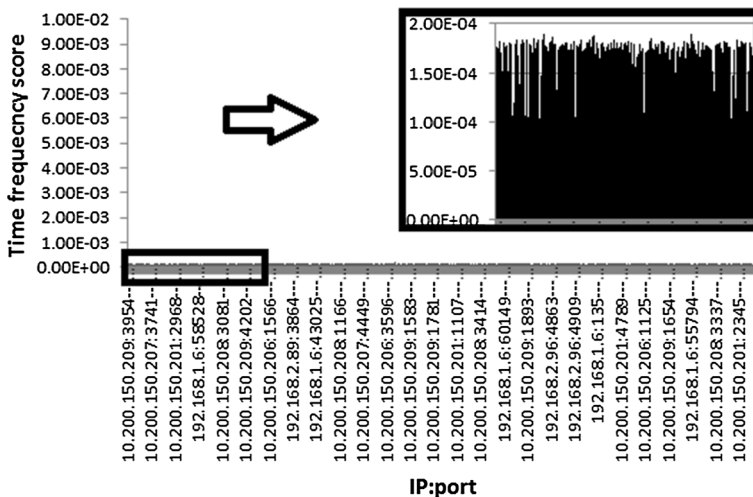 1.00E-02
9.00E-03
8.00E-03
7.00E-03
6.00E-03
5.00E-03
4.00E-03
3.00E-03
2.00E-03
1.00E-03
0.00E+00
Time frequecncy score
2.00E-04
1.50E-04
1.00E-04
5.00E-05
0.00E+00
10.200.150.209:3954--
10.200.150.207:3741--
10.200.150.201:2968--
192.168.1.6:58528--
10.200.150.208:3081--
10.200.150.209:4202--
10.200.150.206:1566--
192.168.2.89:3864--
192.168.1.6:43025--
10.200.150.208:1166--
10.200.150.207:4449--
10.200.150.206:3596--
10.200.150.209:1583--
10.200.150.209:1781--
10.200.150.201:1107--
10.200.150.208:3414--
192.168.1.6:60149--
10.200.150.209:1893--
192.168.2.96:4863--
192.168.2.96:4909--
192.168.1.6:135--
10.200.150.201:4789--
10.200.150.206:1125--
10.200.150.209:1654--
192.168.1.6:55794--
10.200.150.208:3337--
10.200.150.201:2345--
IP:port